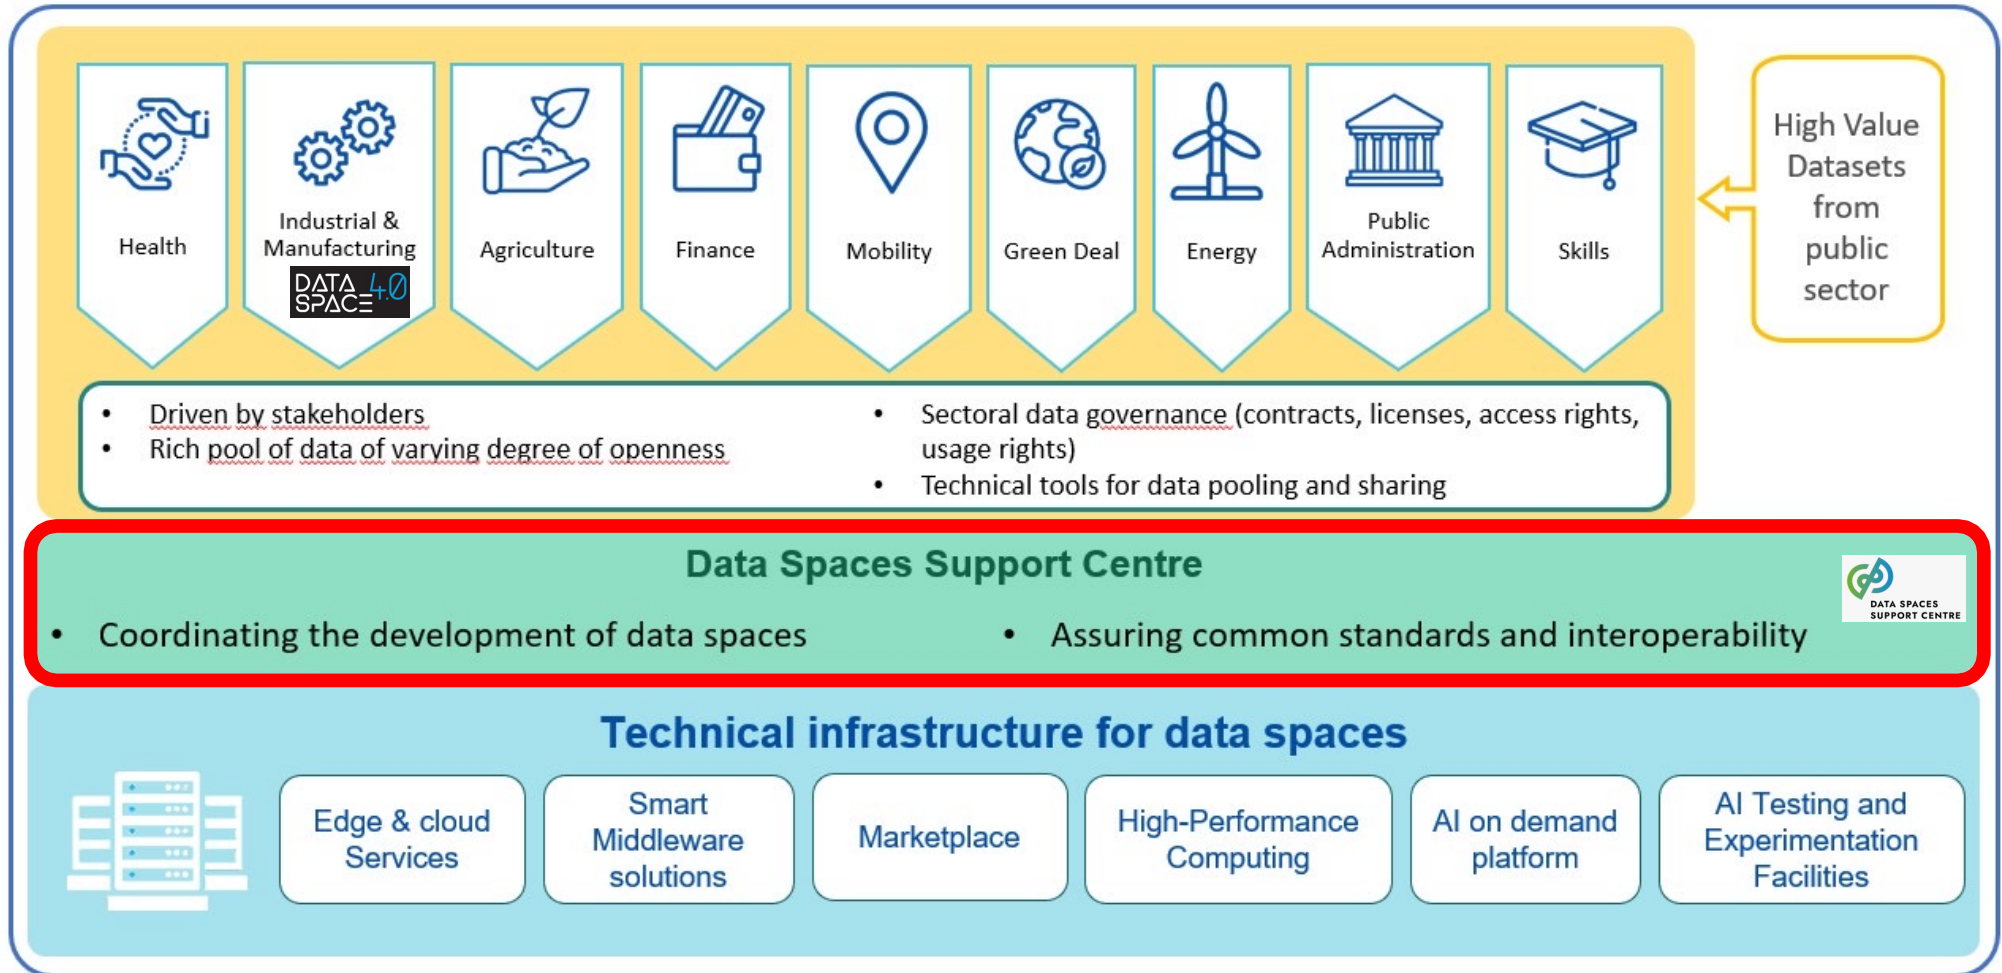 Health
Industrial &
Manufacturing
DATA 4.0
SPACE
Agriculture
Finance
Mobility
Green Deal
Energy
Public
Administration
Skills
High Value
Datasets
from
public
sector
• Driven by stakeholders
• Rich pool of data of varying degree of openness
• Sectoral data governance (contracts, licenses, access rights,
usage rights)
• Technical tools for data pooling and sharing
Data Spaces Support Centre
• Coordinating the development of data spaces
• Assuring common standards and interoperability
DATA SPACES
SUPPORT CENTRE
Technical infrastructure for data spaces
Edge & cloud
Services
Smart
Middleware
solutions
Marketplace
High-Performance
Computing
AI on demand
platform
AI Testing and
Experimentation
Facilities